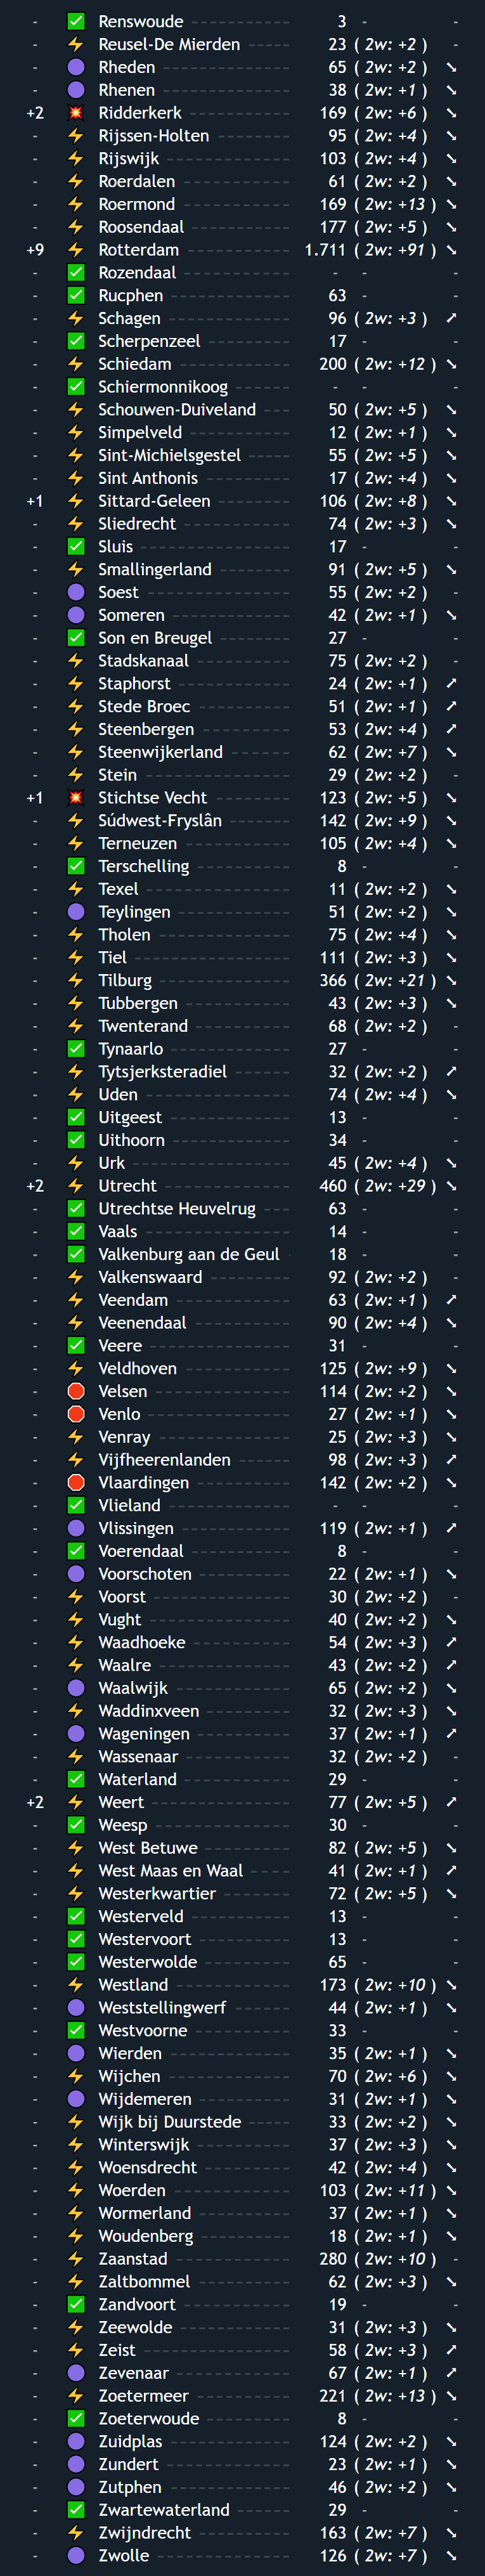 - ✅ Renswoude ------------ 3 - -
- ⚡ Reusel-De Mierden ------ 23 ( 2w: +2 ) -
- 🟣 Rheden --------------- 65 ( 2w: +2 ) ➘
- 🟣 Rhenen --------------- 38 ( 2w: +1 ) ➘
+2 💥 Ridderkerk ------------ 169 ( 2w: +6 ) ➘
- ⚡ Rijssen-Holten --------- 95 ( 2w: +4 ) ➘
- ⚡ Rijswijk --------------- 103 ( 2w: +4 ) ➘
- ⚡ Roerdalen ------------- 61 ( 2w: +2 ) ➘
- ⚡ Roermond ------------- 169 ( 2w: +13 ) ➘
- ⚡ Roosendaal ------------ 177 ( 2w: +5 ) ➘
+9 ⚡ Rotterdam ------------ 1.711 ( 2w: +91 ) ➘
- ✅ Rozendaal ------------- - - -
- ✅ Rucphen -------------- 63 - -
- ⚡ Schagen -------------- 96 ( 2w: +3 ) ➚
- ✅ Scherpenzeel ---------- 17 - -
- ⚡ Schiedam ------------- 200 ( 2w: +12 ) ➘
- ✅ Schiermonnikoog ------- - - -
- ⚡ Schouwen-Duiveland ---- 50 ( 2w: +5 ) ➘
- ⚡ Simpelveld ------------ 12 ( 2w: +1 ) ➘
- ⚡ Sint-Michielsgestel ------ 55 ( 2w: +5 ) ➘
- ⚡ Sint Anthonis ---------- 17 ( 2w: +4 ) ➘
+1 ⚡ Sittard-Geleen --------- 106 ( 2w: +8 ) ➘
- ⚡ Sliedrecht ------------- 74 ( 2w: +3 ) ➘
- ✅ Sluis ----------------- 17 - -
- ⚡ Smallingerland --------- 91 ( 2w: +5 ) ➘
- 🟣 Soest ---------------- 55 ( 2w: +2 ) -
- 🟣 Someren -------------- 42 ( 2w: +1 ) ➘
- ✅ Son en Breugel -------- 27 - -
- ⚡ Stadskanaal ----------- 75 ( 2w: +2 ) -
- ⚡ Staphorst ------------- 24 ( 2w: +1 ) ➚
- ⚡ Stede Broec ----------- 51 ( 2w: +1 ) ➚
- ⚡ Steenbergen ---------- 53 ( 2w: +4 ) ➚
- ⚡ Steenwijkerland -------- 62 ( 2w: +7 ) ➘
- ⚡ Stein ----------------- 29 ( 2w: +2 ) -
+1 💥 Stichtse Vecht --------- 123 ( 2w: +5 ) ➘
- ⚡ Súdwest-Fryslân -------- 142 ( 2w: +9 ) ➘
- ⚡ Terneuzen ------------- 105 ( 2w: +4 ) ➘
- ✅ Terschelling ----------- 8 - -
- ⚡ Texel ----------------- 11 ( 2w: +2 ) ➘
- 🟣 Teylingen ------------- 51 ( 2w: +2 ) ➘
- ⚡ Tholen --------------- 75 ( 2w: +4 ) ➘
- ⚡ Tiel ------------------ 111 ( 2w: +3 ) ➘
- ⚡ Tilburg --------------- 366 ( 2w: +21 ) ➘
- ⚡ Tubbergen ------------ 43 ( 2w: +3 ) ➘
- ⚡ Twenterand ----------- 68 ( 2w: +2 ) -
- ✅ Tynaarlo -------------- 27 - -
- ⚡ Tytsjerksteradiel ------- 32 ( 2w: +2 ) ➚
- ⚡ Uden ---------------- 74 ( 2w: +4 ) ➘
- ✅ Uitgeest -------------- 13 - -
- ✅ Uithoorn ------------- 34 - -
- ⚡ Urk ------------------ 45 ( 2w: +4 ) ➘
+2 ⚡ Utrecht --------------- 460 ( 2w: +29 ) ➘
- ✅ Utrechtse Heuvelrug ---- 63 - -
- ✅ Vaals ----------------- 14 - -
- ✅ Valkenburg aan de Geul - 18 - -
- ⚡ Valkenswaard ---------- 92 ( 2w: +2 ) -
- ⚡ Veendam -------------- 63 ( 2w: +1 ) ➚
- ⚡ Veenendaal ----------- 90 ( 2w: +4 ) ➘
- ✅ Veere ---------------- 31 - -
- ⚡ Veldhoven ------------ 125 ( 2w: +9 ) ➘
- 🛑 Velsen --------------- 114 ( 2w: +2 ) ➘
- 🛑 Venlo ---------------- 27 ( 2w: +1 ) ➘
- ⚡ Venray --------------- 25 ( 2w: +3 ) ➘
- ⚡ Vijfheerenlanden ------- 98 ( 2w: +3 ) ➚
- 🛑 Vlaardingen ----------- 142 ( 2w: +2 ) ➘
- ✅ Vlieland -------------- - - -
- 🟣 Vlissingen ------------ 119 ( 2w: +1 ) ➚
- ✅ Voerendaal ----------- 8 - -
- 🟣 Voorschoten ---------- 22 ( 2w: +1 ) ➘
- ⚡ Voorst --------------- 30 ( 2w: +2 ) -
- ⚡ Vught ---------------- 40 ( 2w: +2 ) ➘
- ⚡ Waadhoeke ----------- 54 ( 2w: +3 ) ➚
- ⚡ Waalre --------------- 43 ( 2w: +2 ) ➚
- 🟣 Waalwijk ------------- 65 ( 2w: +2 ) ➘
- ⚡ Waddinxveen ---------- 32 ( 2w: +3 ) ➘
- 🟣 Wageningen ---------- 37 ( 2w: +1 ) ➚
- ⚡ Wassenaar ------------ 32 ( 2w: +2 ) -
- ✅ Waterland ------------ 29 - -
+2 ⚡ Weert ---------------- 77 ( 2w: +5 ) ➚
- ✅ Weesp --------------- 30 - -
- ⚡ West Betuwe ---------- 82 ( 2w: +5 ) ➘
- ⚡ West Maas en Waal ----- 41 ( 2w: +1 ) ➚
- ⚡ Westerkwartier -------- 72 ( 2w: +5 ) ➘
- ✅ Westerveld ----------- 13 - -
- ✅ Westervoort ---------- 13 - -
- ✅ Westerwolde ---------- 65 - -
- ⚡ Westland ------------- 173 ( 2w: +10 ) ➘
- 🟣 Weststellingwerf ------- 44 ( 2w: +1 ) ➘
- ✅ Westvoorne ----------- 33 - -
- 🟣 Wierden -------------- 35 ( 2w: +1 ) ➘
- ⚡ Wijchen -------------- 70 ( 2w: +6 ) ➘
- 🟣 Wijdemeren ----------- 31 ( 2w: +1 ) ➘
- ⚡ Wijk bij Duurstede ------ 33 ( 2w: +2 ) ➘
- ⚡ Winterswijk ----------- 37 ( 2w: +3 ) ➘
- ⚡ Woensdrecht ---------- 42 ( 2w: +4 ) ➘
- ⚡ Woerden ------------- 103 ( 2w: +11 ) ➘
- ⚡ Wormerland ----------- 37 ( 2w: +1 ) ➘
- ⚡ Woudenberg ---------- 18 ( 2w: +1 ) ➘
- ⚡ Zaanstad ------------- 280 ( 2w: +10 ) -
- ⚡ Zaltbommel ----------- 62 ( 2w: +3 ) ➘
- ✅ Zandvoort ------------ 19 - -
- ⚡ Zeewolde ------------- 31 ( 2w: +3 ) ➘
- ⚡ Zeist ---------------- 58 ( 2w: +3 ) ➚
- 🟣 Zevenaar ------------- 67 ( 2w: +1 ) ➚
- ⚡ Zoetermeer ----------- 221 ( 2w: +13 ) ➘
- ✅ Zoeterwoude ---------- 8 - -
- 🟣 Zuidplas ------------- 124 ( 2w: +2 ) ➘
- 🟣 Zundert -------------- 23 ( 2w: +1 ) ➘
- 🟣 Zutphen ------------- 46 ( 2w: +2 ) ➘
- ✅ Zwartewaterland ------- 29 - -
- ⚡ Zwijndrecht ----------- 163 ( 2w: +7 ) ➘
- 🟣 Zwolle --------------- 126 ( 2w: +7 ) ➘